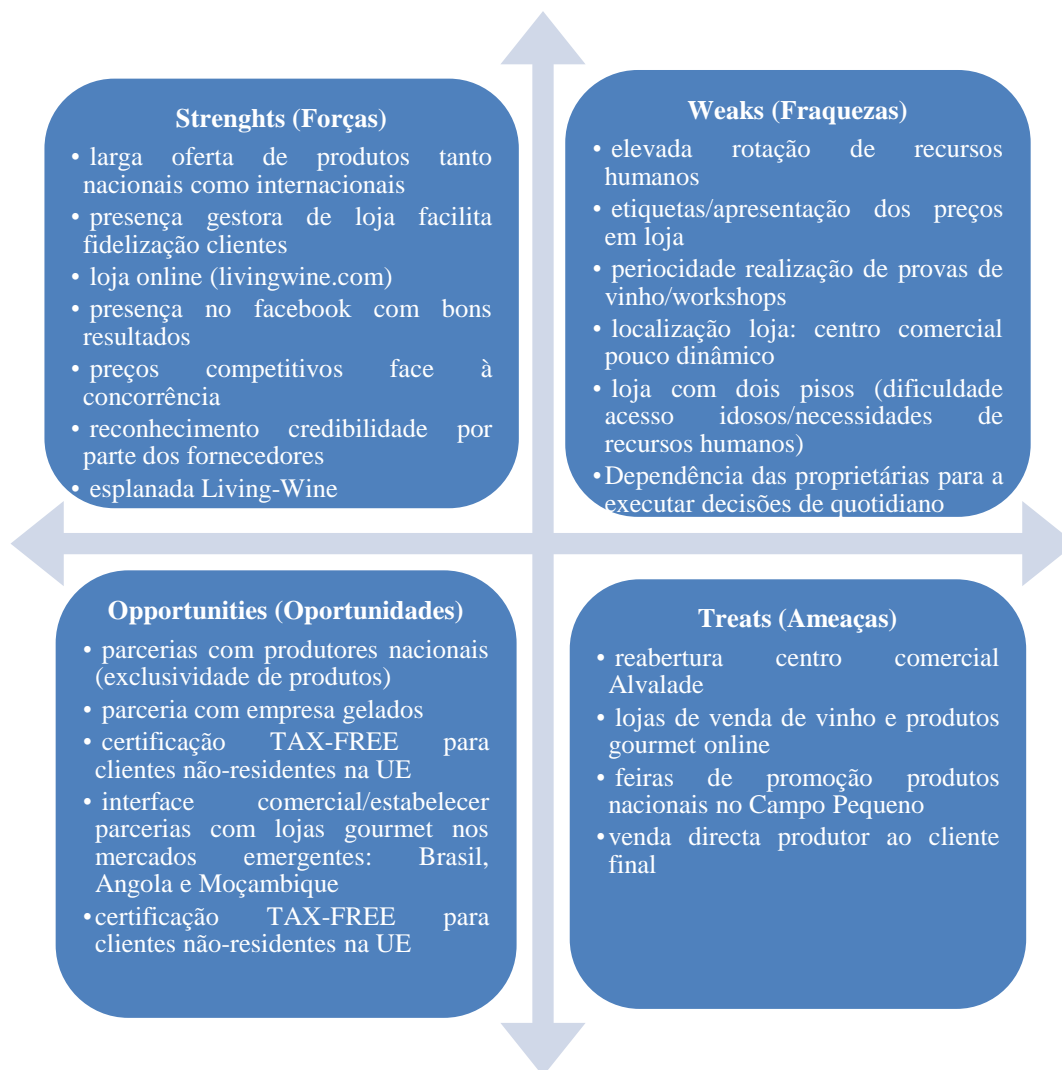 Strenghts (Forças)
• larga oferta de produtos tanto
nacionais como internacionais
• presença gestora de loja facilita
fidelização clientes
• loja online (livingwine.com)
• presença no facebook com bons
resultados
• preços competitivos face à
concorrência
• reconhecimento credibilidade por
parte dos fornecedores
• esplanada Living-Wine
Weaks (Fraquezas)
• elevada rotação de recursos
humanos
• etiquetas/apresentação dos preços
em loja
• periocidade realização de provas de
vinho/workshops
• localização loja: centro comercial
pouco dinâmico
• loja com dois pisos (dificuldade
acesso idosos/necessidades de
recursos humanos)
• Dependência das proprietárias para a
executar decisões de quotidiano
Opportunities (Oportunidades)
• parcerias com produtores nacionais
(exclusividade de produtos)
• parceria com empresa gelados
• certificação TAX-FREE para
clientes não-residentes na UE
• interface comercial/estabelecer
parcerias com lojas gourmet nos
mercados emergentes: Brasil,
Angola e Moçambique
• certificação TAX-FREE para
clientes não-residentes na UE
Treats (Ameaças)
• reabertura centro comercial
Alvalade
• lojas de venda de vinho e produtos
gourmet online
• feiras de promoção produtos
nacionais no Campo Pequeno
• venda directa produtor ao cliente
final